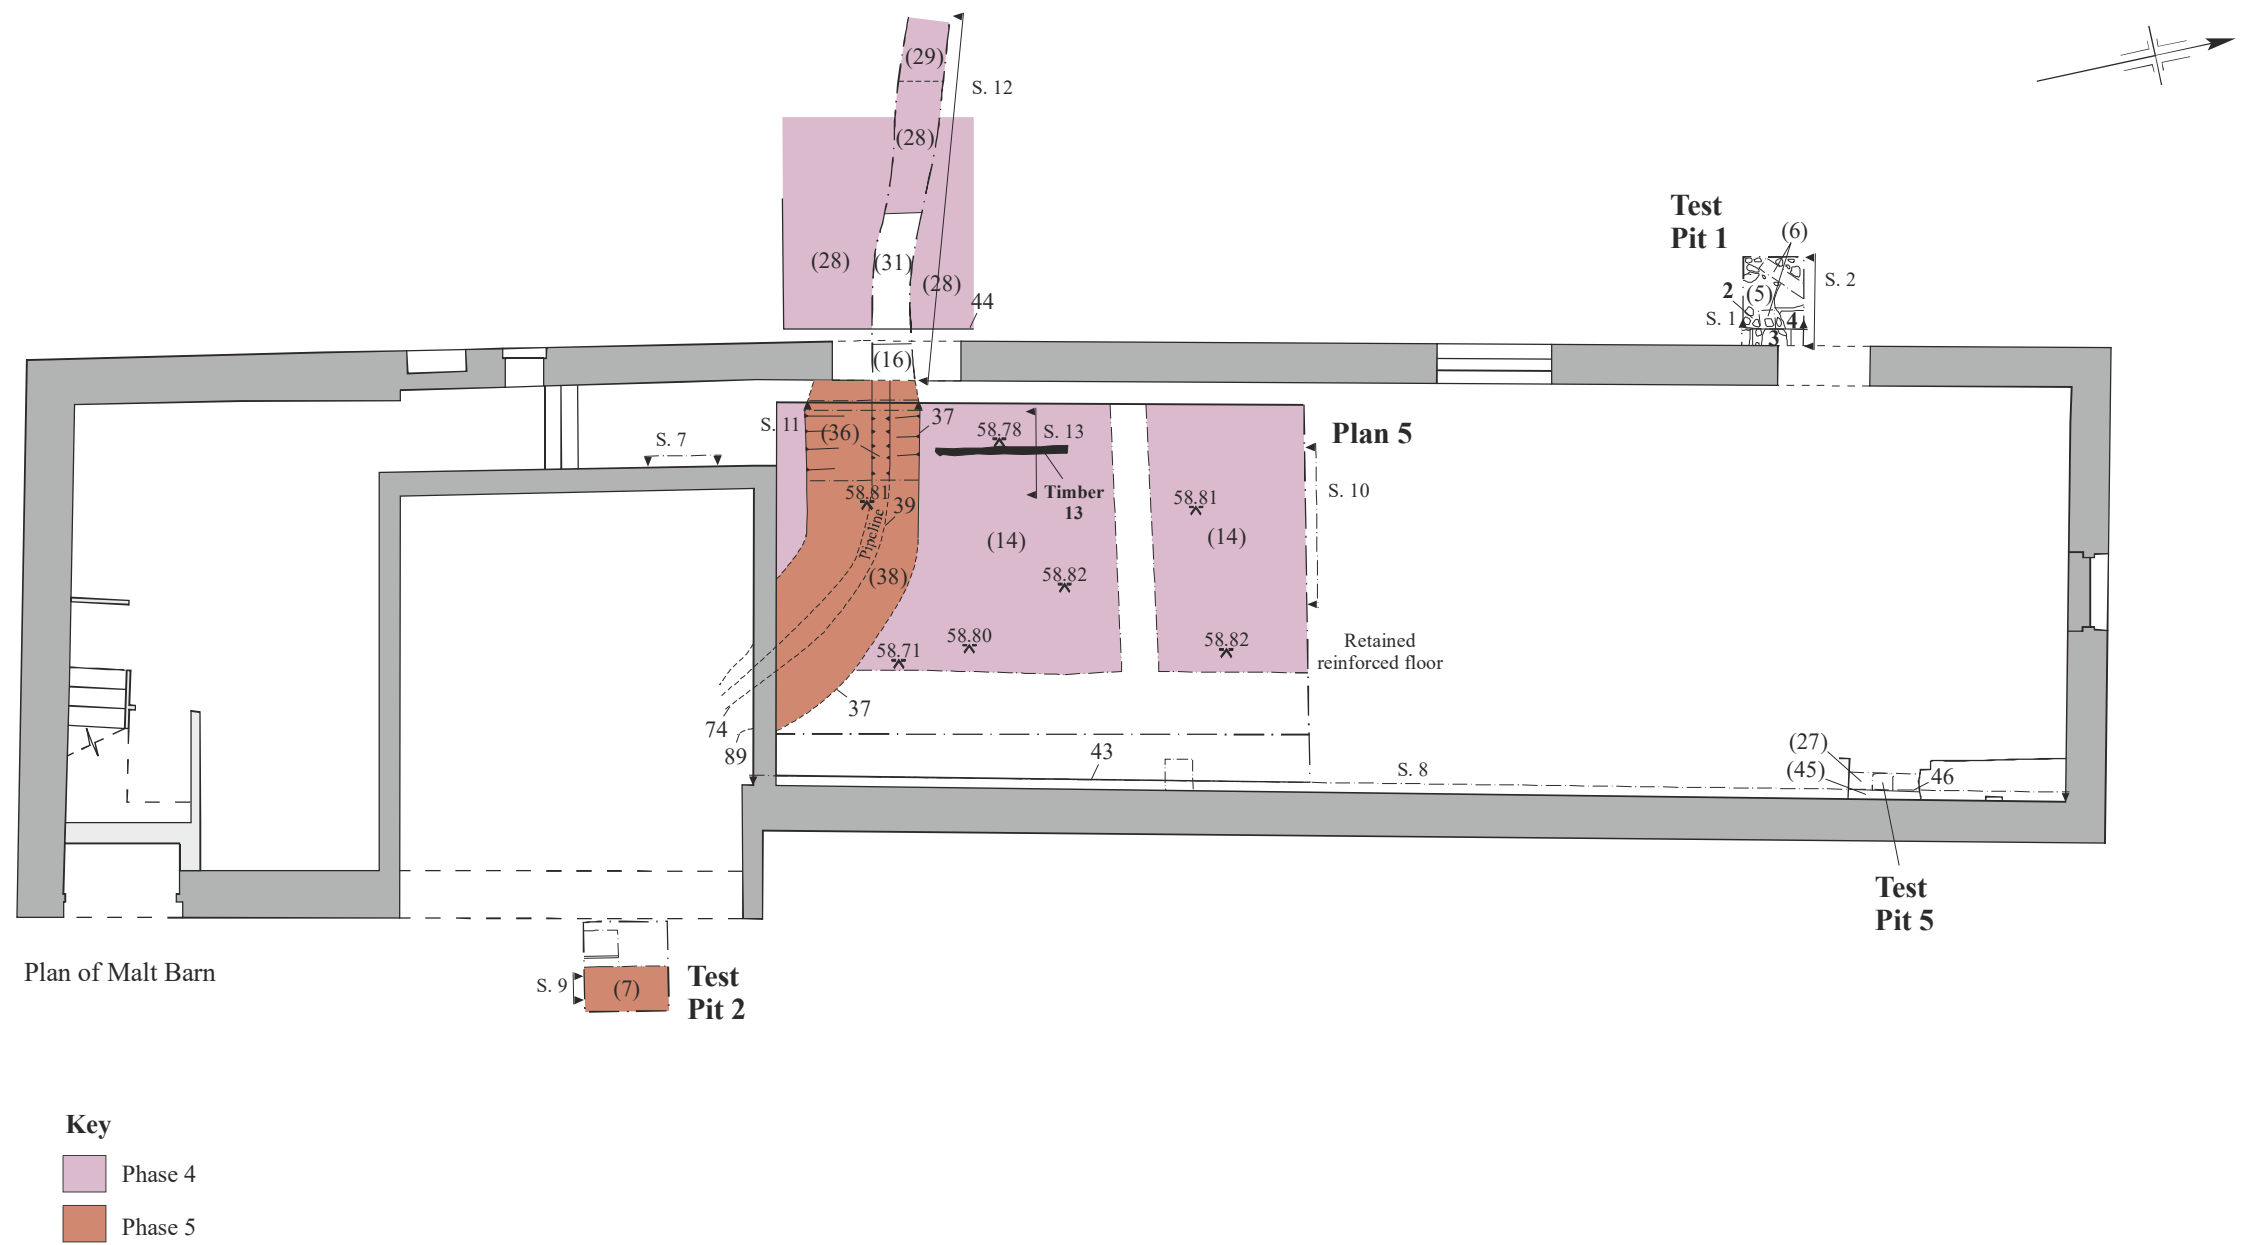 (29)
S. 12
(28)
Test
Pit 1
(6)
(28)
(31)
(28)
44
2
(5)
S. 2
S. 1
4
3
(16)
S. 11
(36)
37
58.78
S. 13
Plan 5
S. 7
58.81
39
Timber
13
58.81
S. 10
Pipeline
(14)
(14)
(38)
58.82
58.71
58.80
58.82
Retained
reinforced floor
37
74
89
43
S. 8
(27)
(45)
46
Test
Pit 5
Plan of Malt Barn
S. 9
(7)
Test
Pit 2
Key
Phase 4
Phase 5